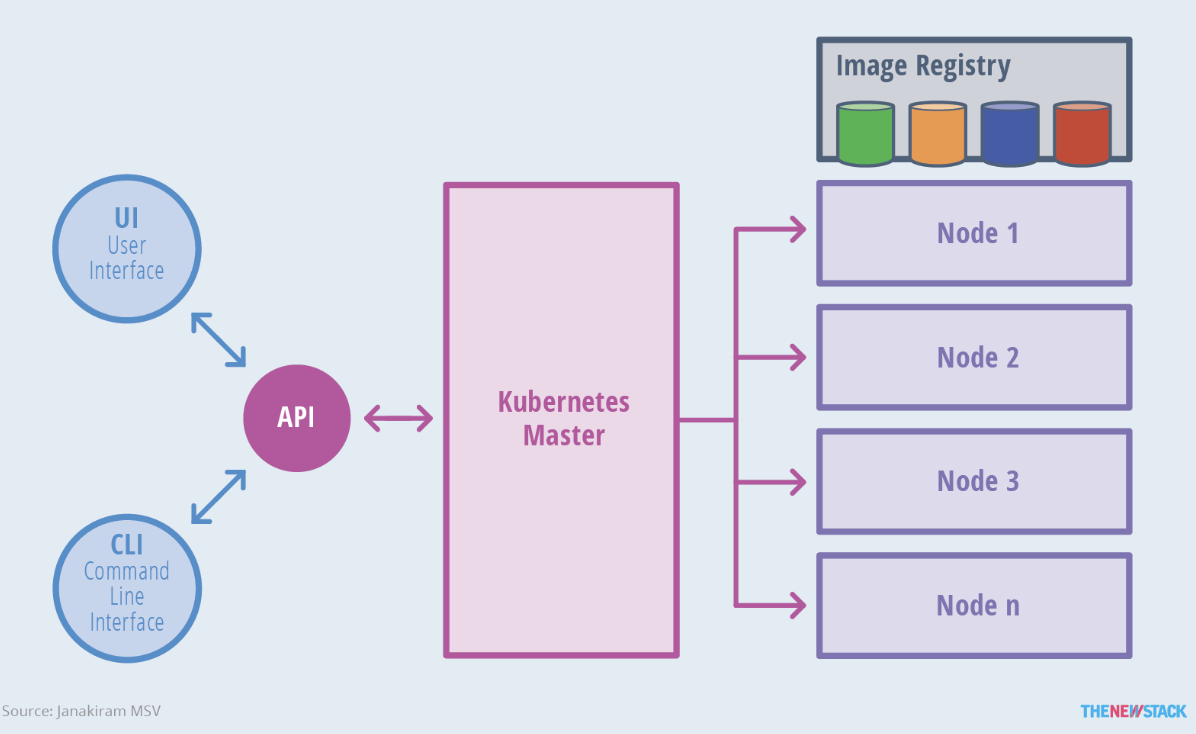 Image Registry
UI
User
Interface
Node 1
Node 2
API
Kubernetes
Master
Node 3
CLI
Command
Line
Interface
Node n
Source: Janakiram MSV
THENEWSTACK